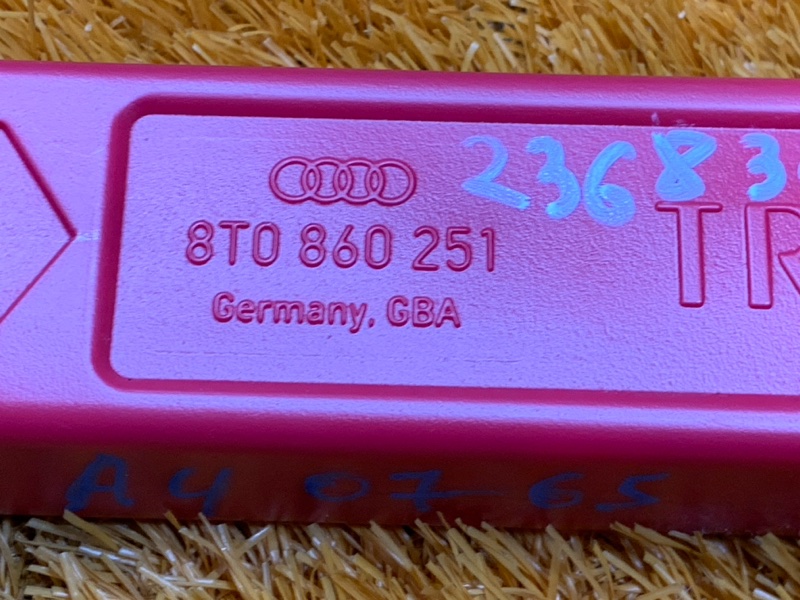 23683
8T0 860 251
TR
Germany, GBA
A4 07-65